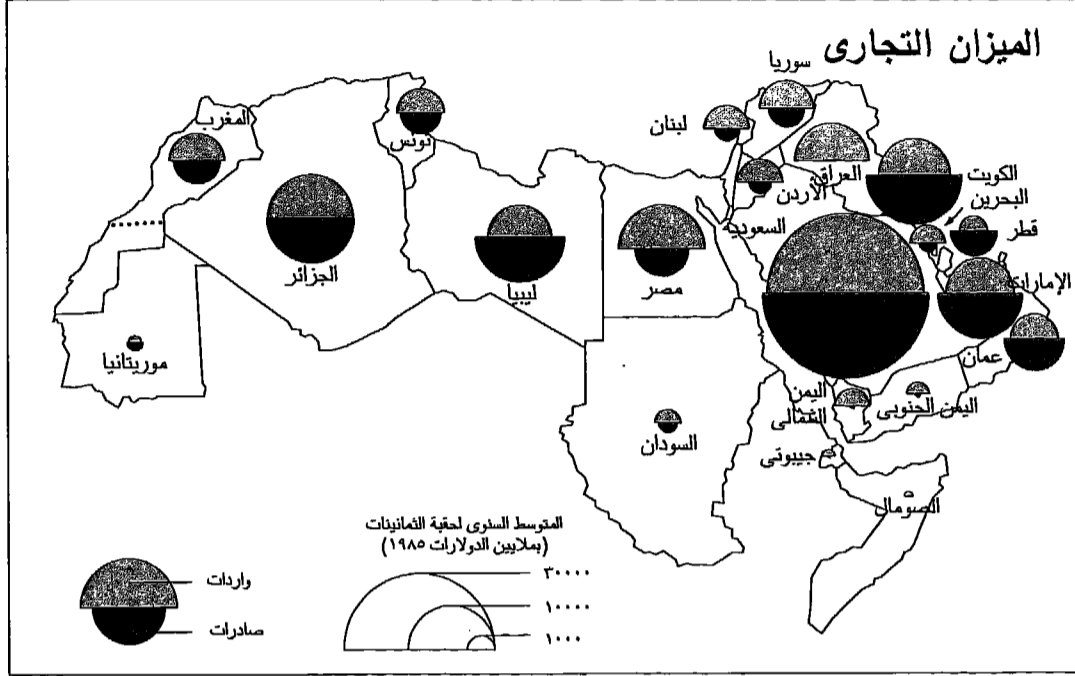 الميزان التجارى
سوريا
لبنان
المغرب
تونس
العراق
الكويت
الأردن
البحرين
السعودية
قطر
الجزائر
ليبيا
مصر
الإمارات
موريتانيا
عمان
اليمن
الشمالى
اليمن الجنوبى
السودان
جيبوتى
الصومال
المتوسط السنوى لحقبة الثمانينات
(بملايين الدولارات ١٩٨٥)
٣٠٠٠٠
١٠٠٠٠
١٠٠٠
واردات
صادرات